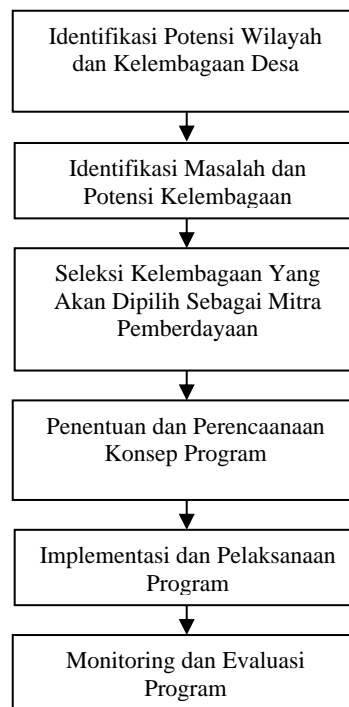 Identifikasi Potensi Wilayah
dan Kelembagaan Desa
Identifikasi Masalah dan
Potensi Kelembagaan
Seleksi Kelembagaan Yang
Akan Dipilih Sebagai Mitra
Pemberdayaan
Penentuan dan Perencaanaan
Konsep Program
Implementasi dan Pelaksanaan
Program
Monitoring dan Evaluasi
Program